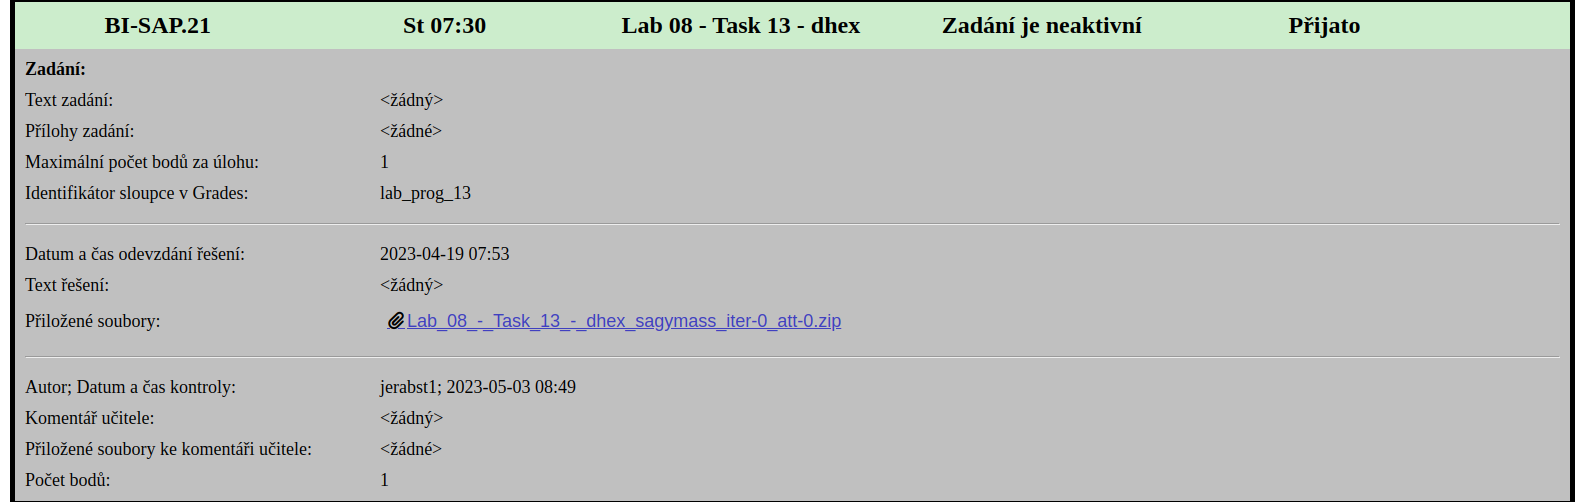 BI-SAP.21 St 07:30 Lab 08 - Task 13 - dhex Zadání je neaktivní Přijato
Zadání:
Text zadání: <žádný>
Přílohy zadání: <žádné>
Maximální počet bodů za úlohu: 1
Identifikátor sloupce v Grades: lab_prog_13
Datum a čas odevzdání řešení: 2023-04-19 07:53
Text řešení: <žádný>
Přiložené soubory: Lab_08_-_Task_13_-_dhex_sagymass_iter-0_att-0.zip
Autor; Datum a čas kontroly: jerabst1; 2023-05-03 08:49
Komentář učitele: <žádný>
Přiložené soubory ke komentáři učitele: <žádné>
Počet bodů: 1